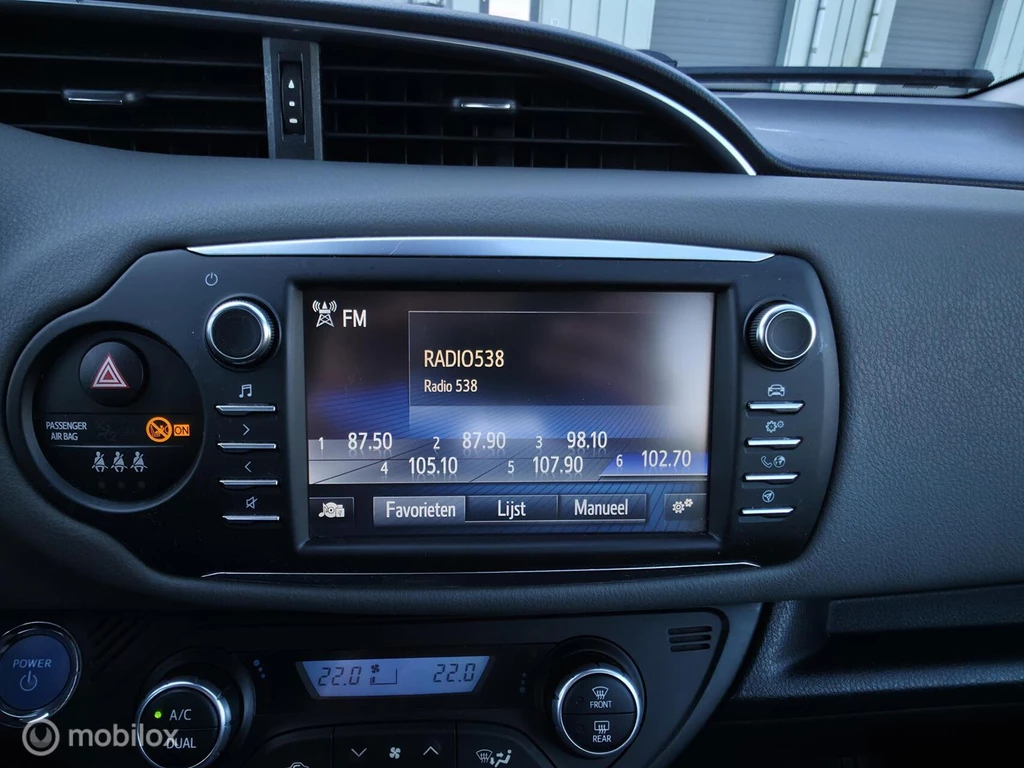 FM
RADIO538
Radio 538
1 87.50 2 87.90 3 98.10
4 105.10 5 107.90 6 102.70
Favorieten Lijst Manueel
PASSENGER
AIR BAG
ON
POWER
22.0 22.0
A/C
DUAL
FRONT
REAR
mobilox